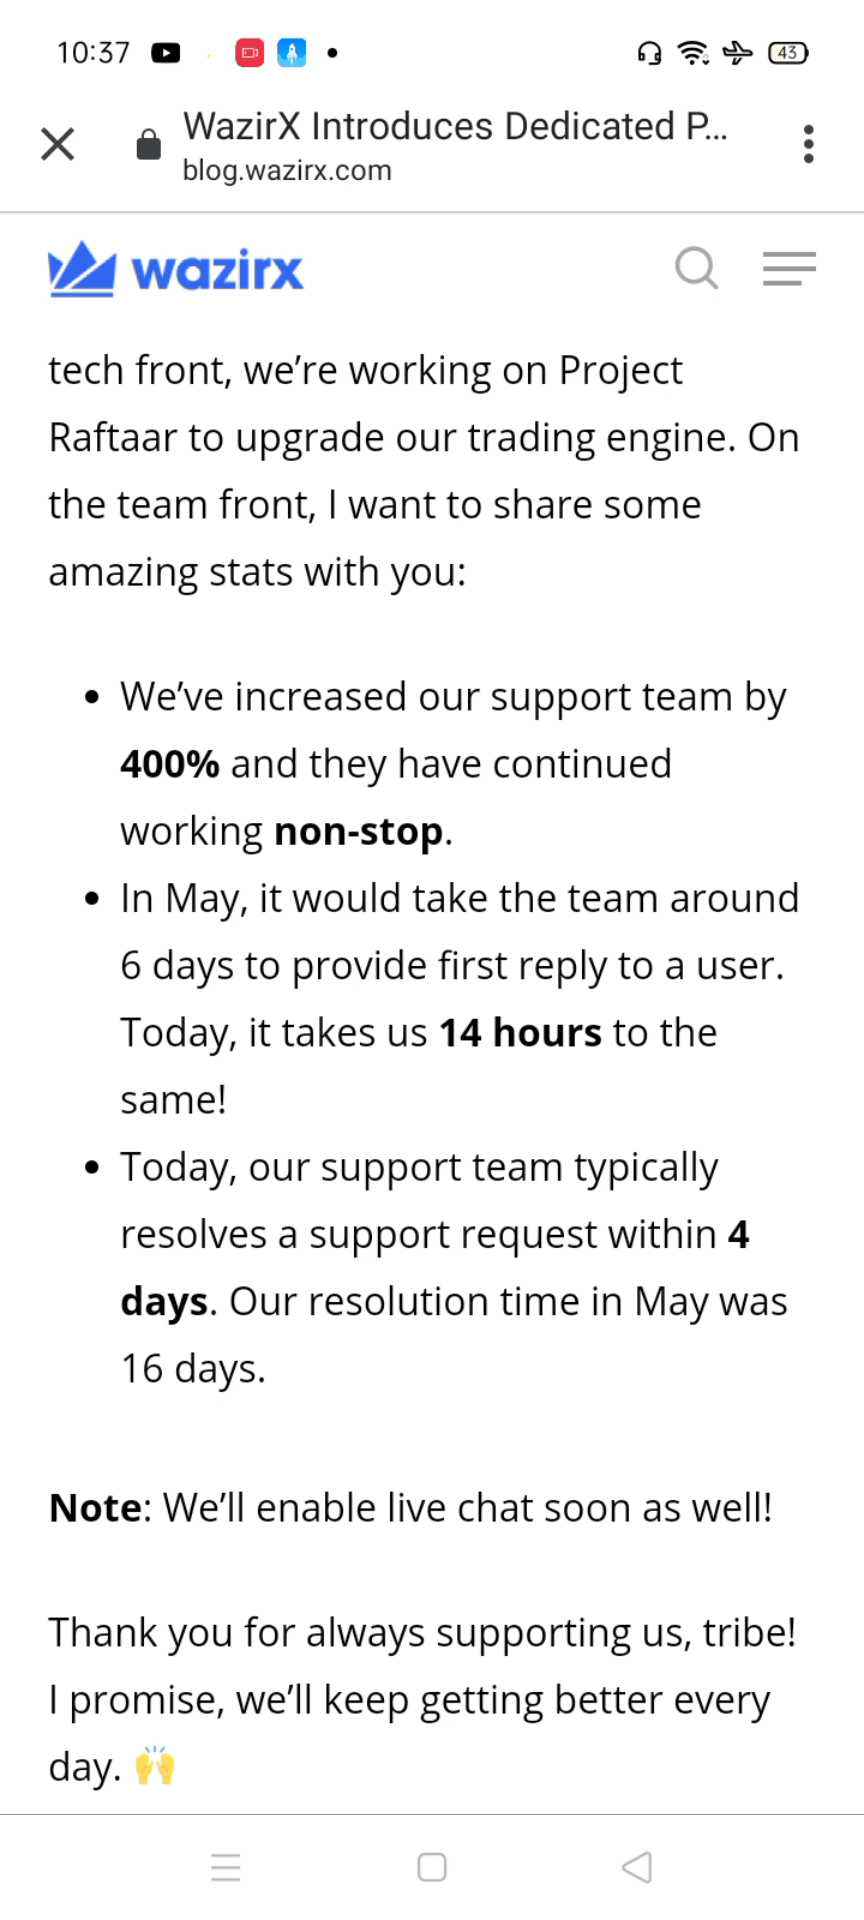 10:37
43
WazirX Introduces Dedicated P...
blog.wazirx.com
wazirx
tech front, we’re working on Project
Raftaar to upgrade our trading engine. On
the team front, I want to share some
amazing stats with you:
• We’ve increased our support team by
400% and they have continued
working non-stop.
• In May, it would take the team around
6 days to provide first reply to a user.
Today, it takes us 14 hours to the
same!
• Today, our support team typically
resolves a support request within 4
days. Our resolution time in May was
16 days.
Note: We’ll enable live chat soon as well!
Thank you for always supporting us, tribe!
I promise, we’ll keep getting better every
day. 🙌